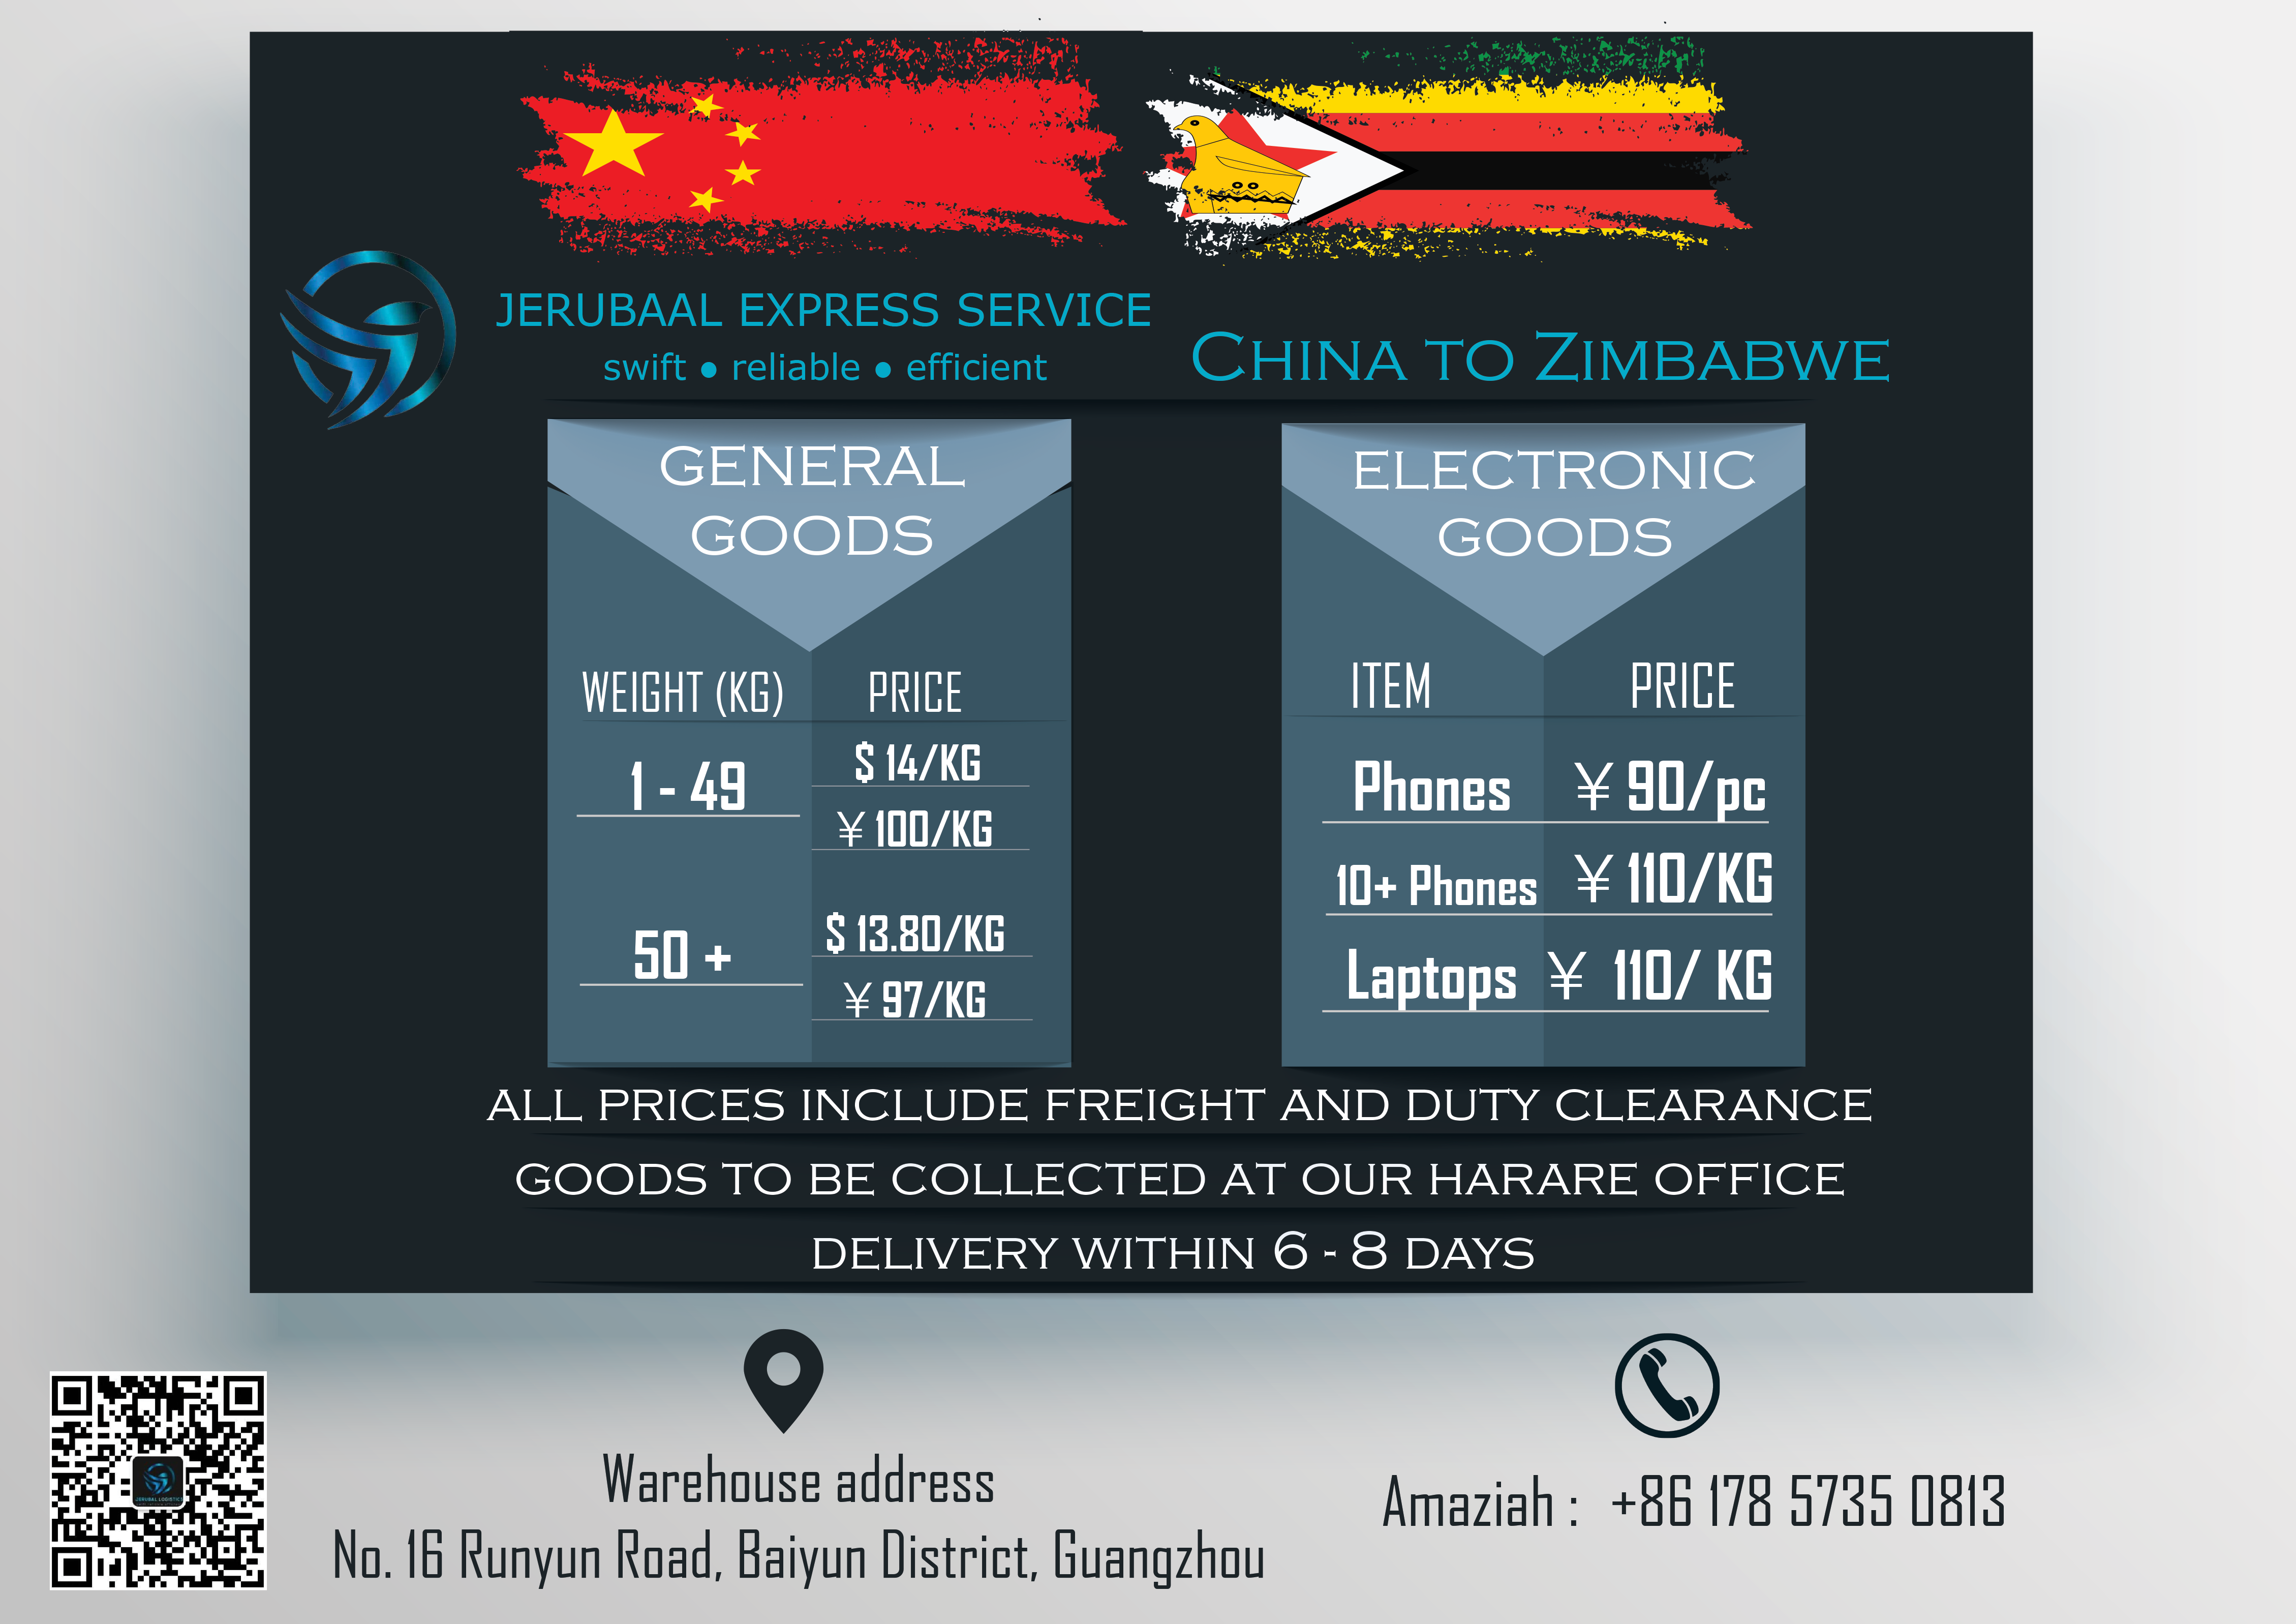 JERUBAAL EXPRESS SERVICE
swift ● reliable ● efficient
CHINA TO ZIMBABWE
GENERAL
GOODS
WEIGHT (KG) PRICE
1 - 49
$ 14/KG
¥ 100/KG
50 +
$ 13.80/KG
¥ 97/KG
ELECTRONIC
GOODS
ITEM PRICE
Phones ¥ 90/pc
10+ Phones ¥ 110/KG
Laptops ¥ 110/ KG
ALL PRICES INCLUDE FREIGHT AND DUTY CLEARANCE
GOODS TO BE COLLECTED AT OUR HARARE OFFICE
DELIVERY WITHIN 6 - 8 DAYS
Warehouse address
No. 16 Runyun Road, Baiyun District, Guangzhou
Amaziah : +86 178 5735 0813
JERUBAL LOGISTICS